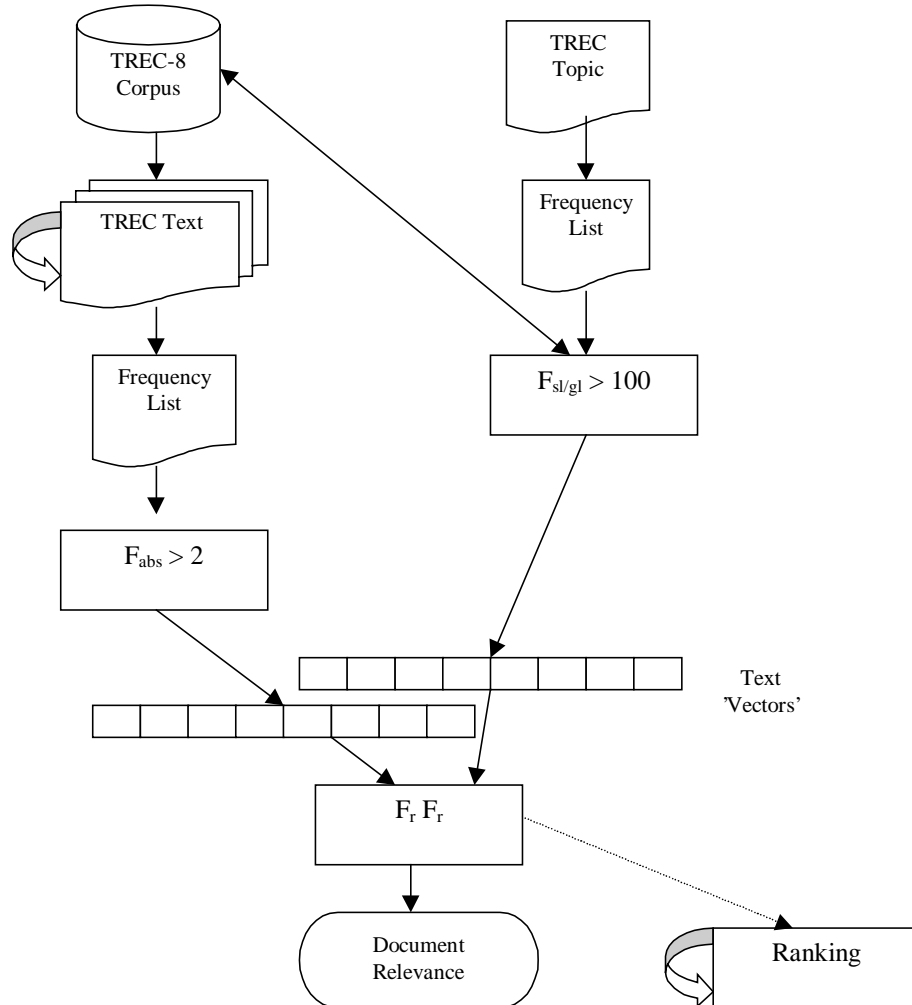 TREC-8
Corpus
TREC
Topic
TREC Text
Frequency
List
Frequency
List
F_sl/gl > 100
F_abs > 2
Text
'Vectors'
F_r F_r
Document
Relevance
Ranking